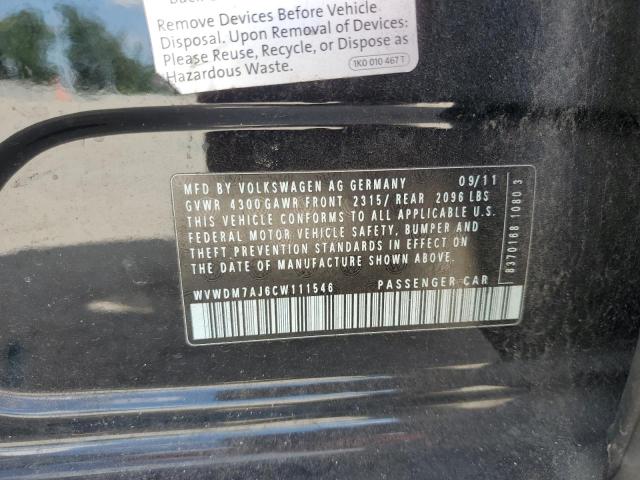 Remove Devices Before Vehicle
Disposal. Upon Removal of Devices:
Please Reuse, Recycle, or Dispose as
Hazardous Waste.
1K0 010 467 T
MFD BY VOLKSWAGEN AG GERMANY 09/11
GVWR 4300 GAWR FRONT 2315/ REAR 2096 LBS
THIS VEHICLE CONFORMS TO ALL APPLICABLE U.S.
FEDERAL MOTOR VEHICLE SAFETY, BUMPER, AND
THEFT PREVENTION STANDARDS IN EFFECT ON
THE DATE OF MANUFACTURE SHOWN ABOVE.
WVWDM7AJ6CW111546 PASSENGER CAR
8370168 1080 3